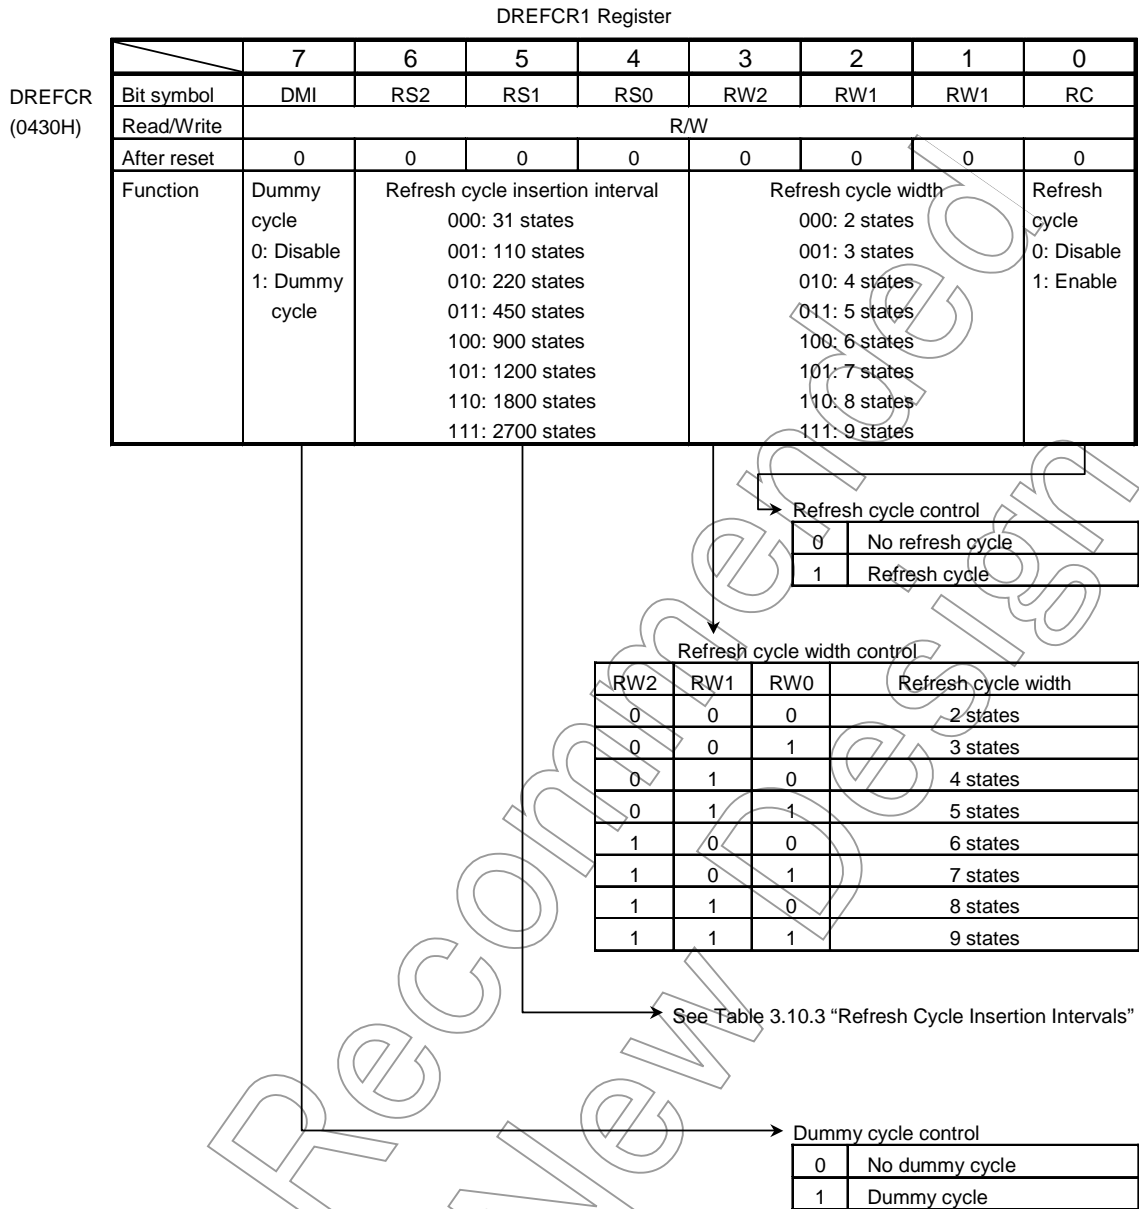 DREFCR1 Register
7 6 5 4 3 2 1 0
DREFCR Bit symbol DMI RS2 RS1 RS0 RW2 RW1 RW1 RC
(0430H) Read/Write R/W
After reset 0 0 0 0 0 0 0 0
Function Dummy Refresh cycle insertion interval Refresh cycle width Refresh
cycle 000: 31 states 000: 2 states cycle
0: Disable 001: 110 states 001: 3 states 0: Disable
1: Dummy 010: 220 states 010: 4 states 1: Enable
cycle 011: 450 states 011: 5 states
100: 900 states 100: 6 states
101: 1200 states 101: 7 states
110: 1800 states 110: 8 states
111: 2700 states 111: 9 states
Refresh cycle control
0 No refresh cycle
1 Refresh cycle
Refresh cycle width control
RW2 RW1 RW0 Refresh cycle width
0 0 0 2 states
0 0 1 3 states
0 1 0 4 states
0 1 1 5 states
1 0 0 6 states
1 0 1 7 states
1 1 0 8 states
1 1 1 9 states
See Table 3.10.3 “Refresh Cycle Insertion Intervals”
Dummy cycle control
0 No dummy cycle
1 Dummy cycle
Recommended
New Design